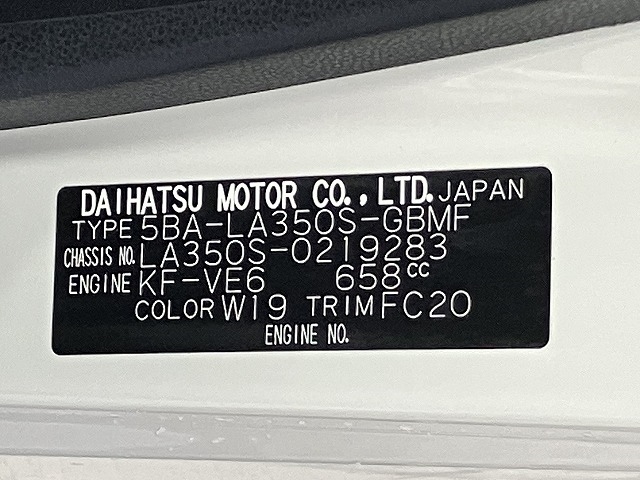 DAIHATSU MOTOR CO., LTD. JAPAN
TYPE 5BA-LA350S-GBMF
CHASSIS NO. LA350S-0219283
ENGINE KF-VE6 658cc
COLOR W19 TRIM FC20
ENGINE NO.